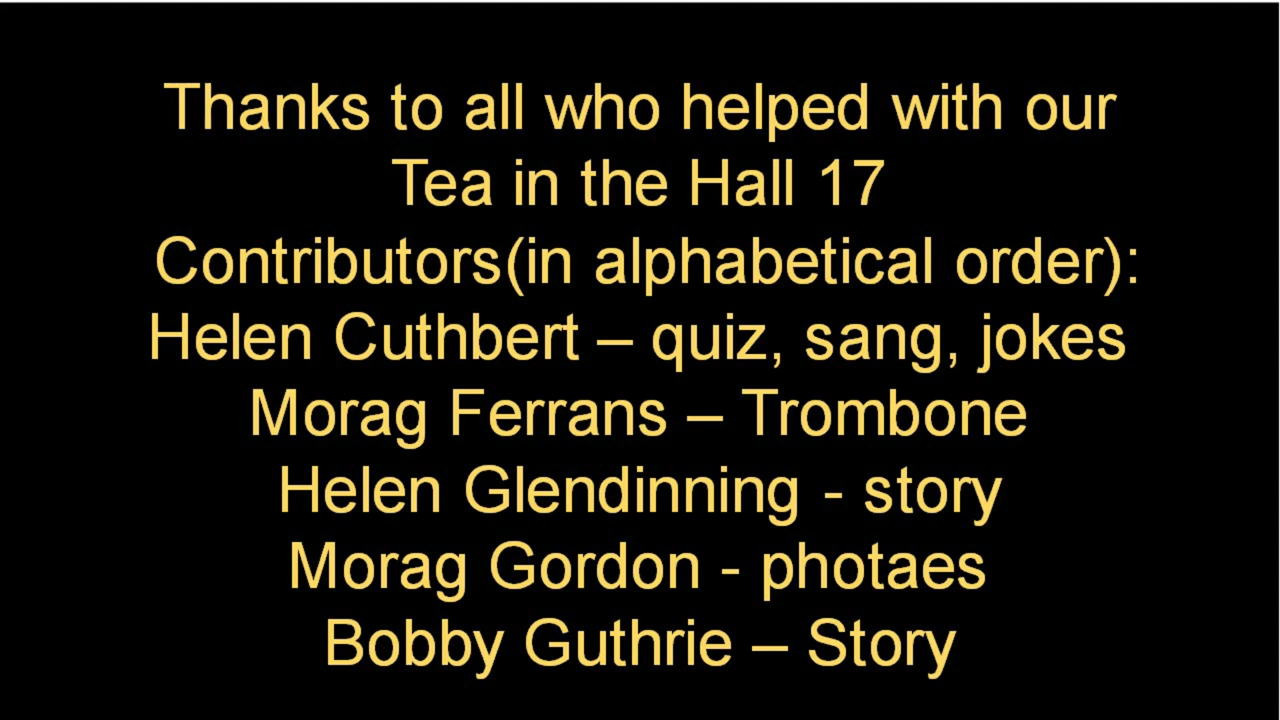 Thanks to all who helped with our
Tea in the Hall 17
Contributors(in alphabetical order):
Helen Cuthbert – quiz, sang, jokes
Morag Ferrans – Trombone
Helen Glendinning - story
Morag Gordon - photaes
Bobby Guthrie – Story